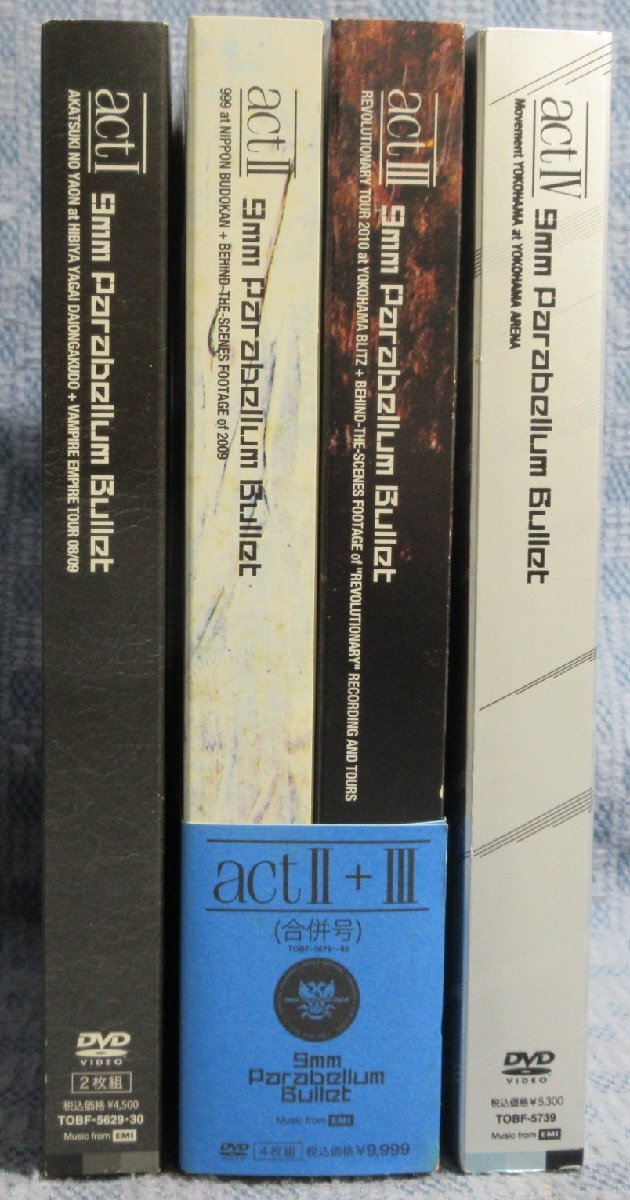 act I
9mm Parabellum Bullet
AKATSUKI NO YAON at HIBIYA YAGAI DAIONGAKUDO + VAMPIRE EMPIRE TOUR 08/09
DVD
VIDEO
2枚組
税込価格 ¥4,500
TOBF-5629・30
Music from EMI
act II
9mm Parabellum Bullet
999 at NIPPON BUDOKAN + BEHIND-THE-SCENES FOOTAGE of 2009
act III
9mm Parabellum Bullet
REVOLUTIONARY TOUR 2010 at YOKOHAMA BLITZ + BEHIND-THE-SCENES FOOTAGE of "REVOLUTIONARY" RECORDING AND TOURS
act II + III
(合併号)
TOBF-5679~82
9mm
Parabellum
Bullet
Music from EMI
DVD
VIDEO
4枚組 税込価格 ¥9,999
act IV
9mm Parabellum Bullet
Movement YOKOHAMA at YOKOHAMA ARENA
DVD
VIDEO
税込価格 ¥5,300
TOBF-5739
Music from EMI